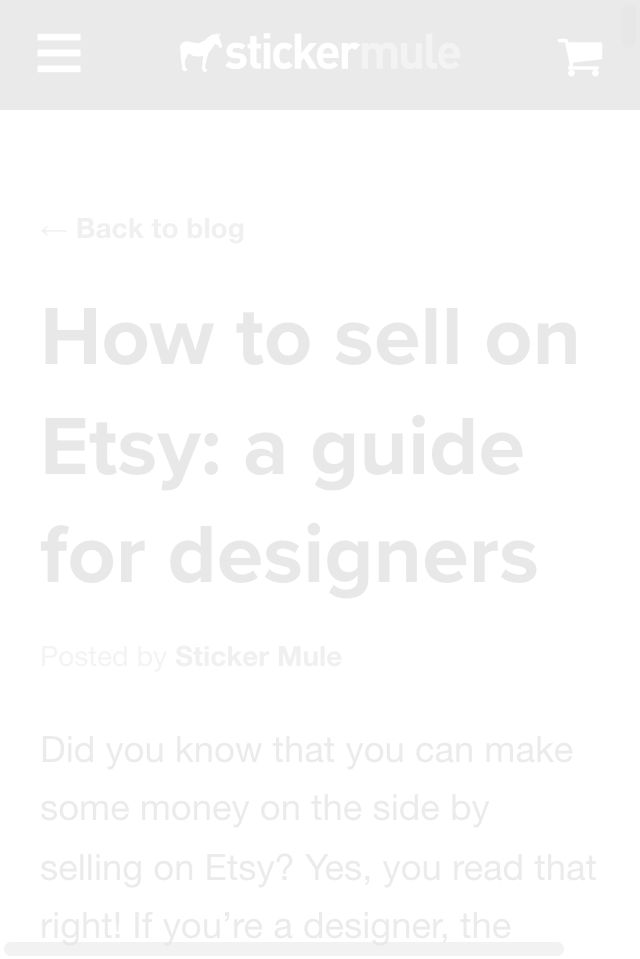 stickermule
← Back to blog
How to sell on
Etsy: a guide
for designers
Posted by Sticker Mule
Did you know that you can make
some money on the side by
selling on Etsy? Yes, you read that
right! If you’re a designer, the